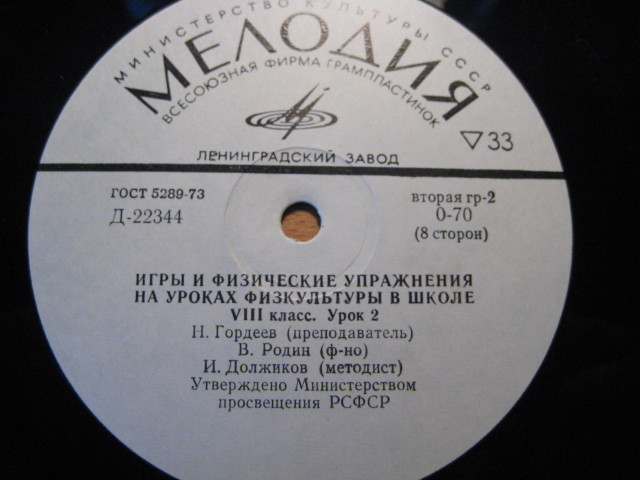 МИНИСТЕРСТВО КУЛЬТУРЫ СССР
МЕЛОДИЯ
ВСЕСОЮЗНАЯ ФИРМА ГРАМПЛАСТИНОК
▽33
ЛЕНИНГРАДСКИЙ ЗАВОД
ГОСТ 5289-73
Д-22344
вторая гр-2
0-70
(8 сторон)
ИГРЫ И ФИЗИЧЕСКИЕ УПРАЖНЕНИЯ
НА УРОКАХ ФИЗКУЛЬТУРЫ В ШКОЛЕ
VIII класс. Урок 2
Н. Гордеев (преподаватель)
В. Родин (ф-но)
И. Должиков (методист)
Утверждено Министерством
просвещения РСФСР